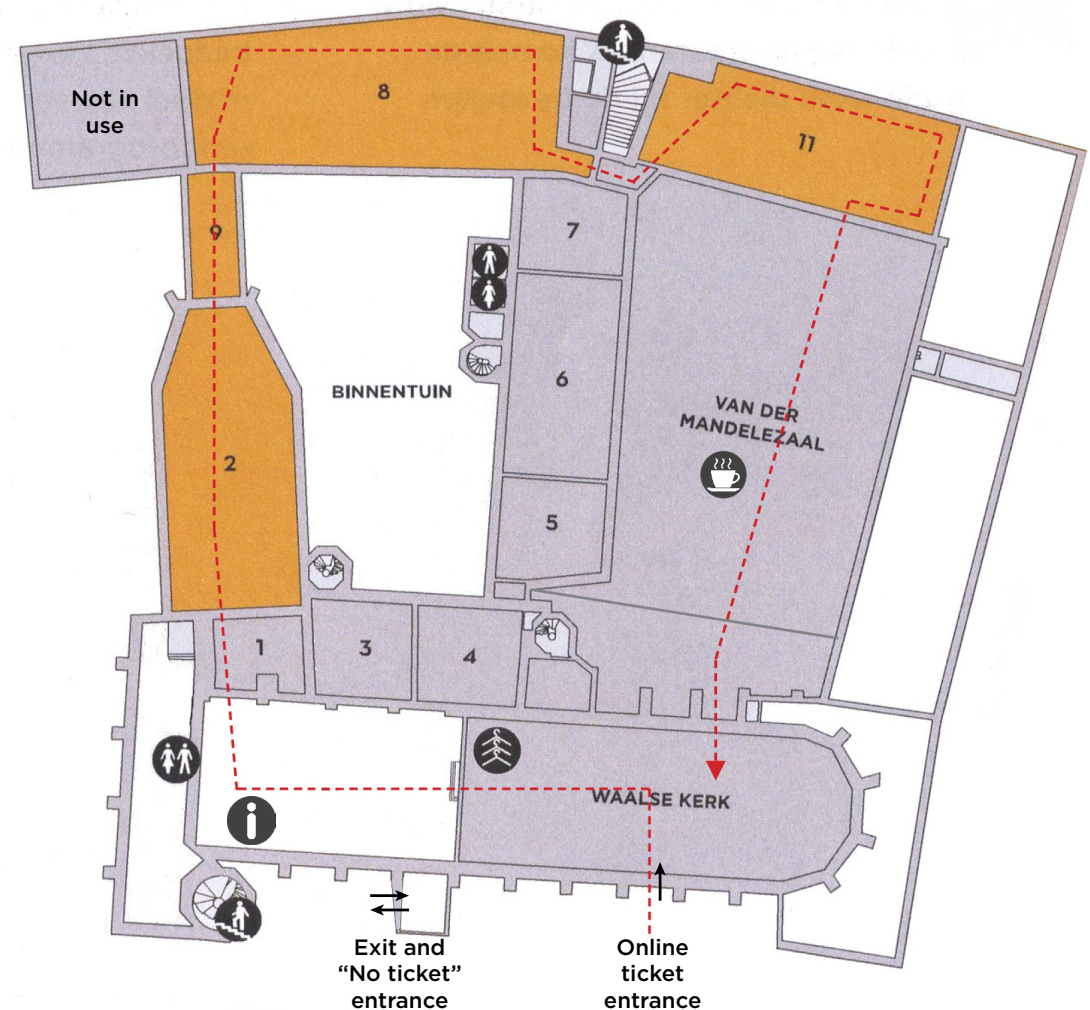 8
Not in
use
11
9
7
6
BINNENTUIN
VAN DER
MANDELEZAAL
2
5
1
3
4
WAALSE KERK
Exit and
“No ticket”
entrance
Online
ticket
entrance